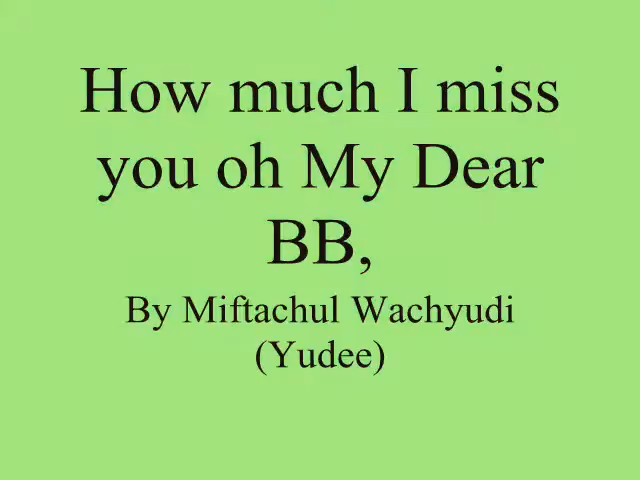 How much I miss
you oh My Dear
BB,
By Miftachul Wachyudi
(Yudee)